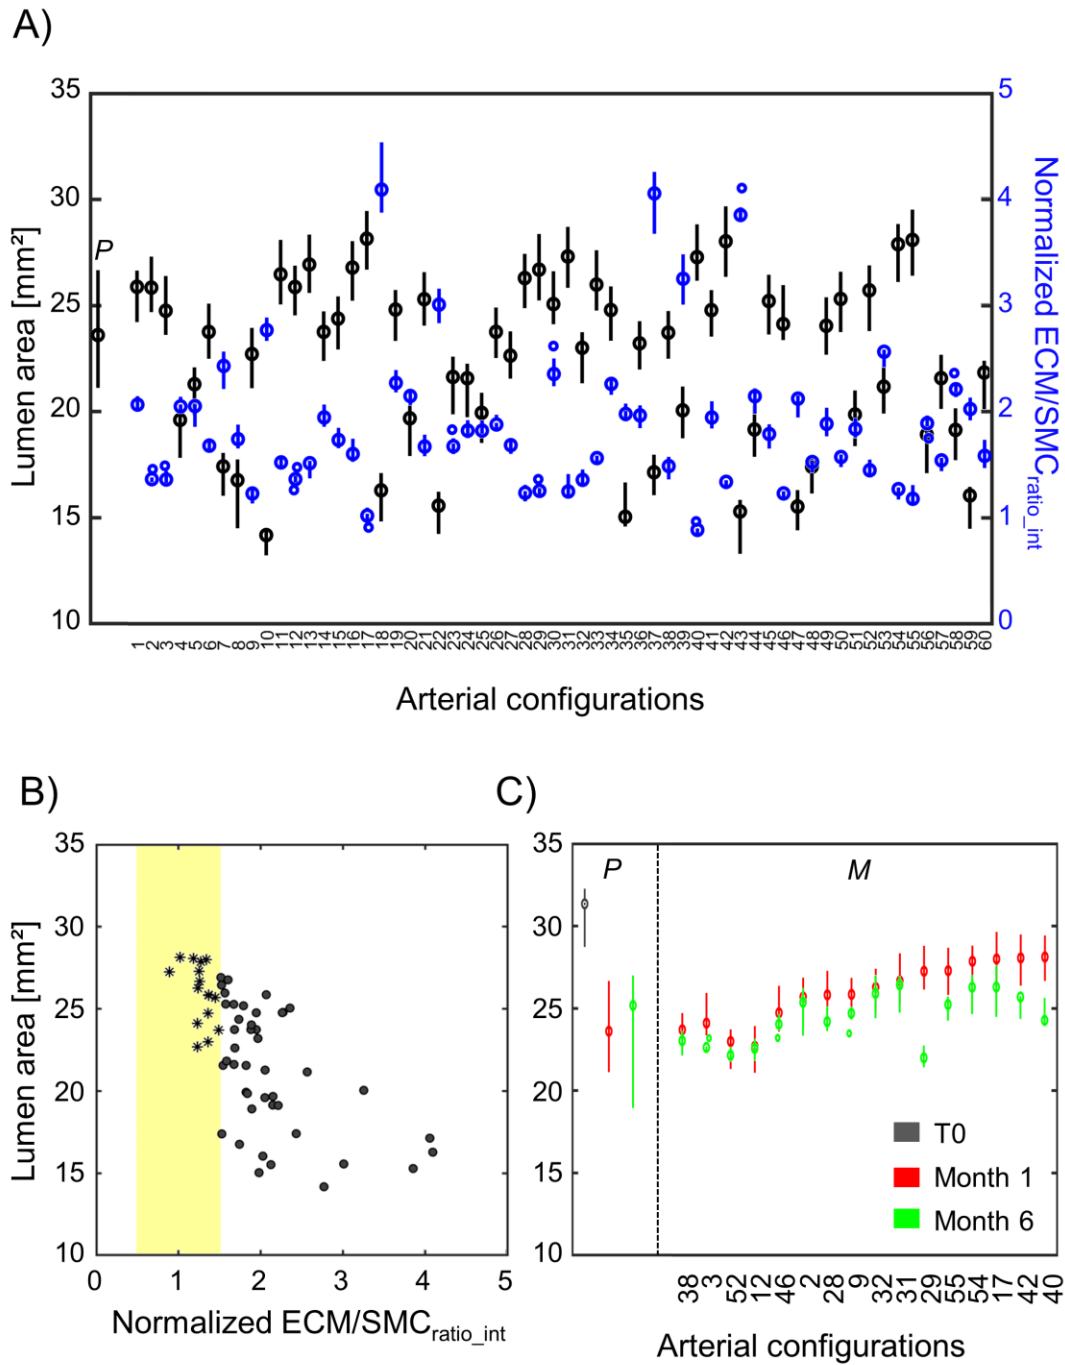 A)
35
30
25
20
15
10
Lumen area [mm²]
P
5
4
3
2
1
0
Normalized ECM/SMCratio_int
1 2 3 4 5 6 7 8 9 10 11 12 13 14 15 16 17 18 19 20 21 22 23 24 25 26 27 28 29 30 31 32 33 34 35 36 37 38 39 40 41 42 43 44 45 46 47 48 49 50 51 52 53 54 55 56 57 58 59 60
Arterial configurations
B)
35
30
25
20
15
10
Lumen area [mm²]
0 1 2 3 4 5
Normalized ECM/SMCratio_int
C)
35
30
25
20
15
10
P
M
T0
Month 1
Month 6
38 3 52 12 46 2 28 9 32 31 29 55 54 17 42 40
Arterial configurations